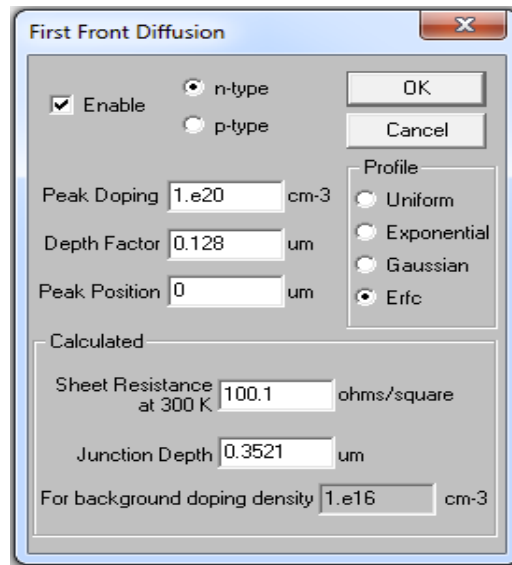 First Front Diffusion
Enable
n-type
p-type
OK
Cancel
Peak Doping 1.e20 cm-3
Depth Factor 0.128 um
Peak Position 0 um
Profile
Uniform
Exponential
Gaussian
Erfc
Calculated
Sheet Resistance
at 300 K 100.1 ohms/square
Junction Depth 0.3521 um
For background doping density 1.e16 cm-3